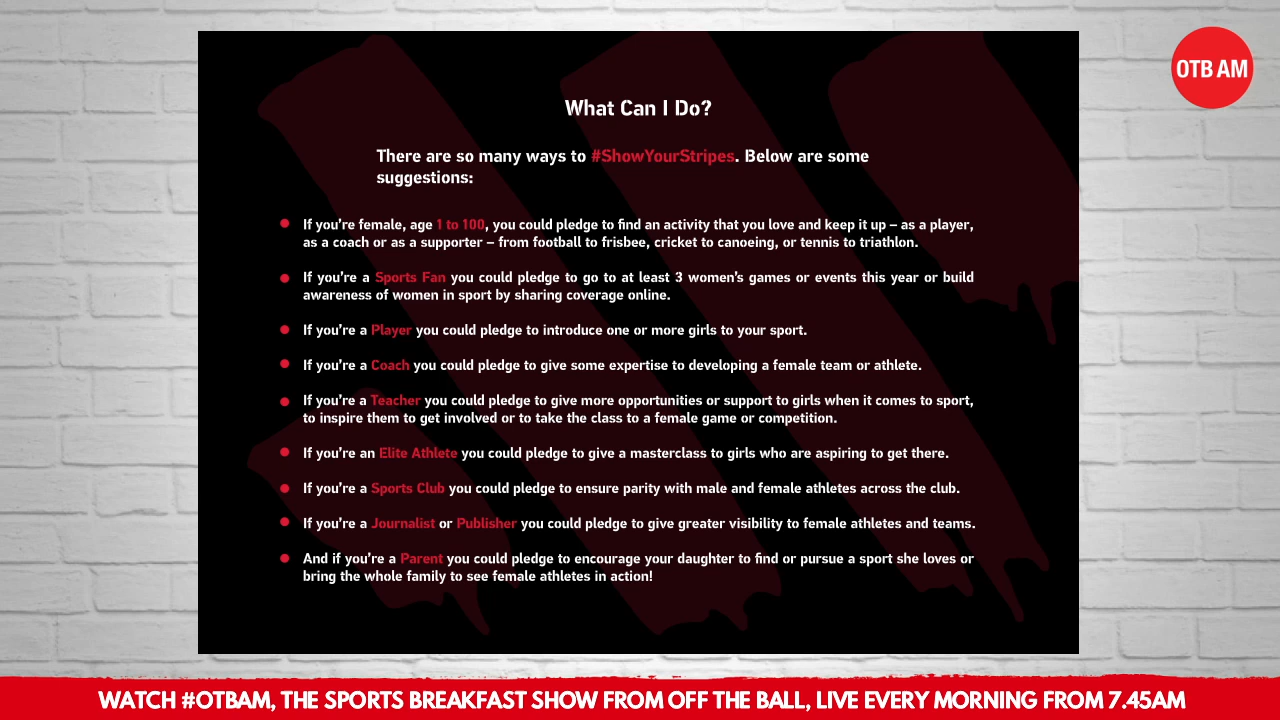 OTB AM
What Can I Do?
There are so many ways to #ShowYourStripes. Below are some
suggestions:
If you're female, age 1 to 100, you could pledge to find an activity that you love and keep it up – as a player,
as a coach or as a supporter – from football to frisbee, cricket to canoeing, or tennis to triathlon.
If you're a Sports Fan you could pledge to go to at least 3 women's games or events this year or build
awareness of women in sport by sharing coverage online.
If you're a Player you could pledge to introduce one or more girls to your sport.
If you're a Coach you could pledge to give some expertise to developing a female team or athlete.
If you're a Teacher you could pledge to give more opportunities or support to girls when it comes to sport,
to inspire them to get involved or to take the class to a female game or competition.
If you're an Elite Athlete you could pledge to give a masterclass to girls who are aspiring to get there.
If you're a Sports Club you could pledge to ensure parity with male and female athletes across the club.
If you're a Journalist or Publisher you could pledge to give greater visibility to female athletes and teams.
And if you're a Parent you could pledge to encourage your daughter to find or pursue a sport she loves or
bring the whole family to see female athletes in action!
WATCH #OTBAM, THE SPORTS BREAKFAST SHOW FROM OFF THE BALL, LIVE EVERY MORNING FROM 7.45AM